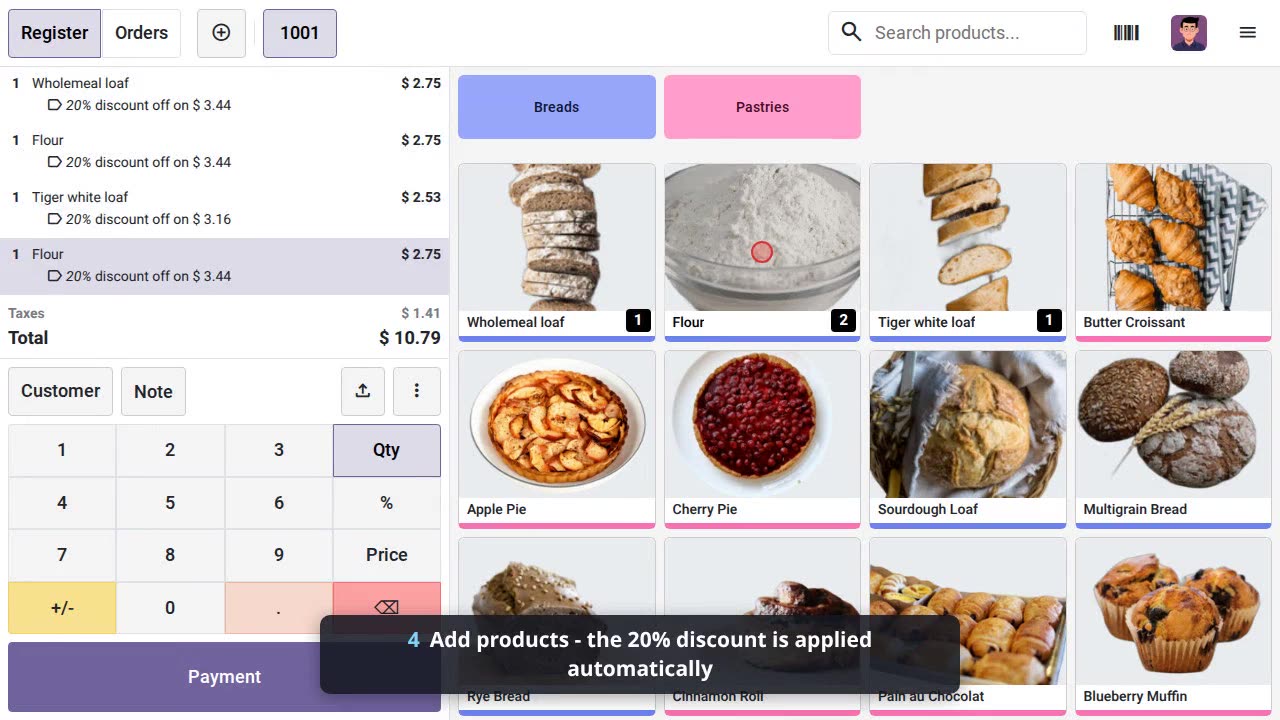 Register
Orders
1001
Search products...
1 Wholemeal loaf $ 2.75
20% discount off on $ 3.44
1 Flour $ 2.75
20% discount off on $ 3.44
1 Tiger white loaf $ 2.53
20% discount off on $ 3.16
1 Flour $ 2.75
20% discount off on $ 3.44
Taxes $ 1.41
Total $ 10.79
Customer
Note
1 2 3 Qty
4 5 6 %
7 8 9 Price
+/- 0 .
Payment
Breads
Pastries
Wholemeal loaf 1
Flour 2
Tiger white loaf 1
Butter Croissant
Apple Pie
Cherry Pie
Sourdough Loaf
Multigrain Bread
Rye Bread
Cinnamon Roll
Pain au Chocolat
Blueberry Muffin
4 Add products - the 20% discount is applied
automatically